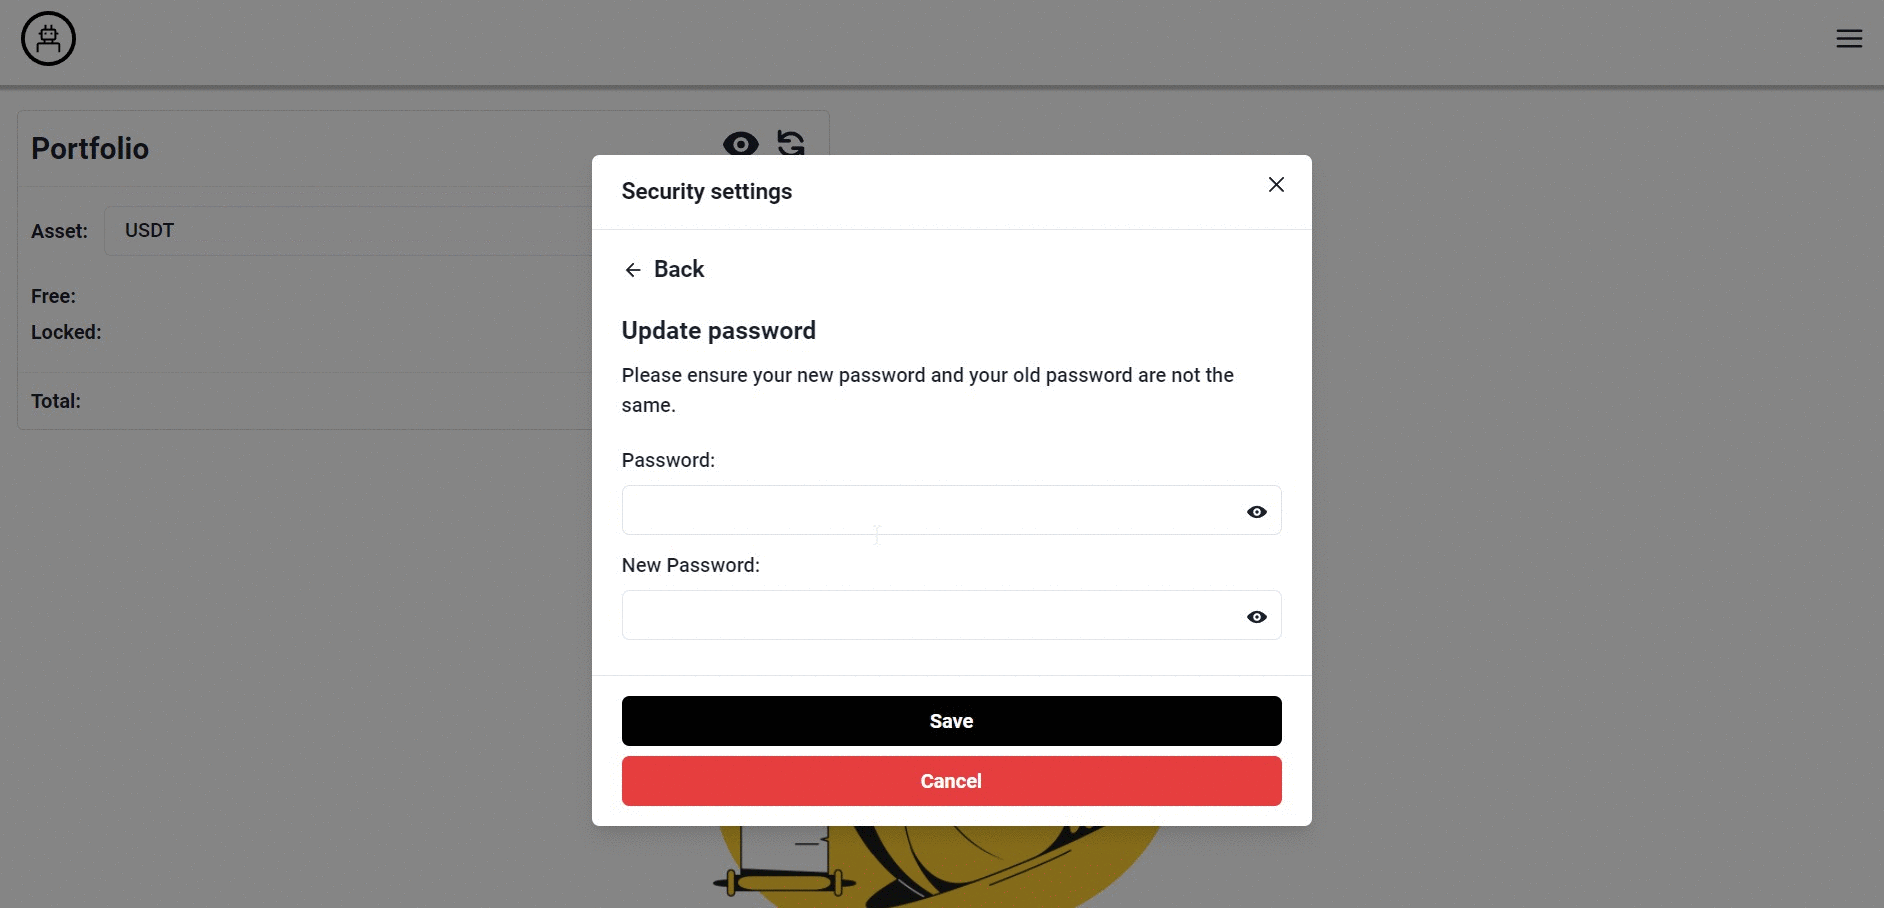 Portfolio
Asset: USDT
Free:
Locked:
Total:
Security settings
Back
Update password
Please ensure your new password and your old password are not the
same.
Password:
New Password:
Save
Cancel